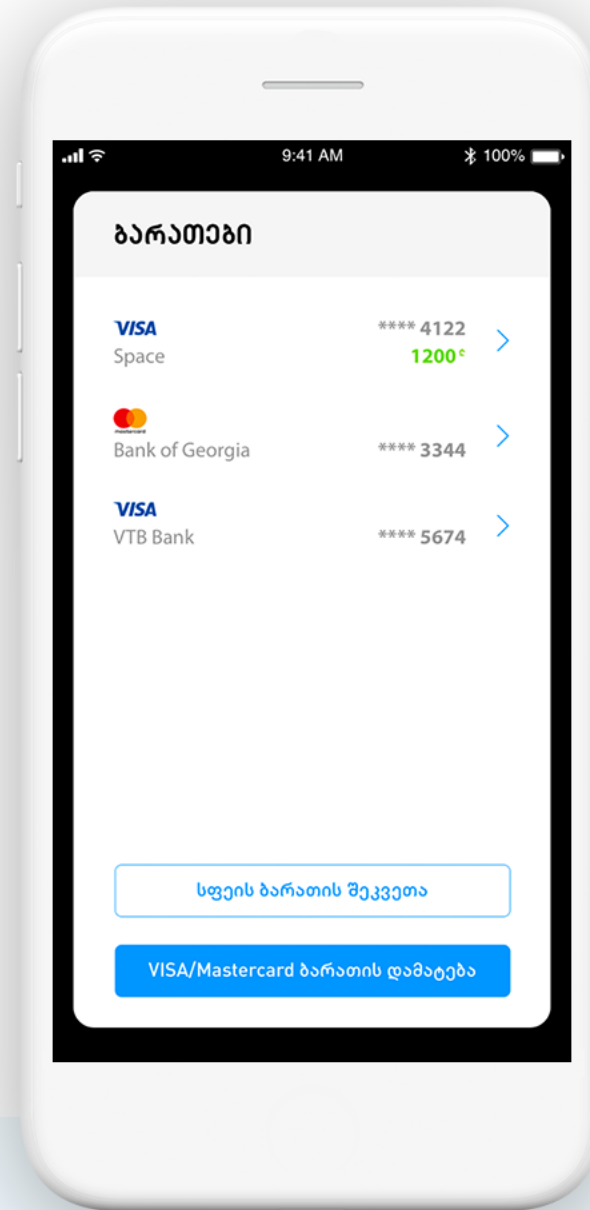 9:41 AM 100%
ბარათები
VISA **** 4122
Space 1200₾
mastercard
Bank of Georgia **** 3344
VISA
VTB Bank **** 5674
სფეის ბარათის შეკვეთა
VISA/Mastercard ბარათის დამატება